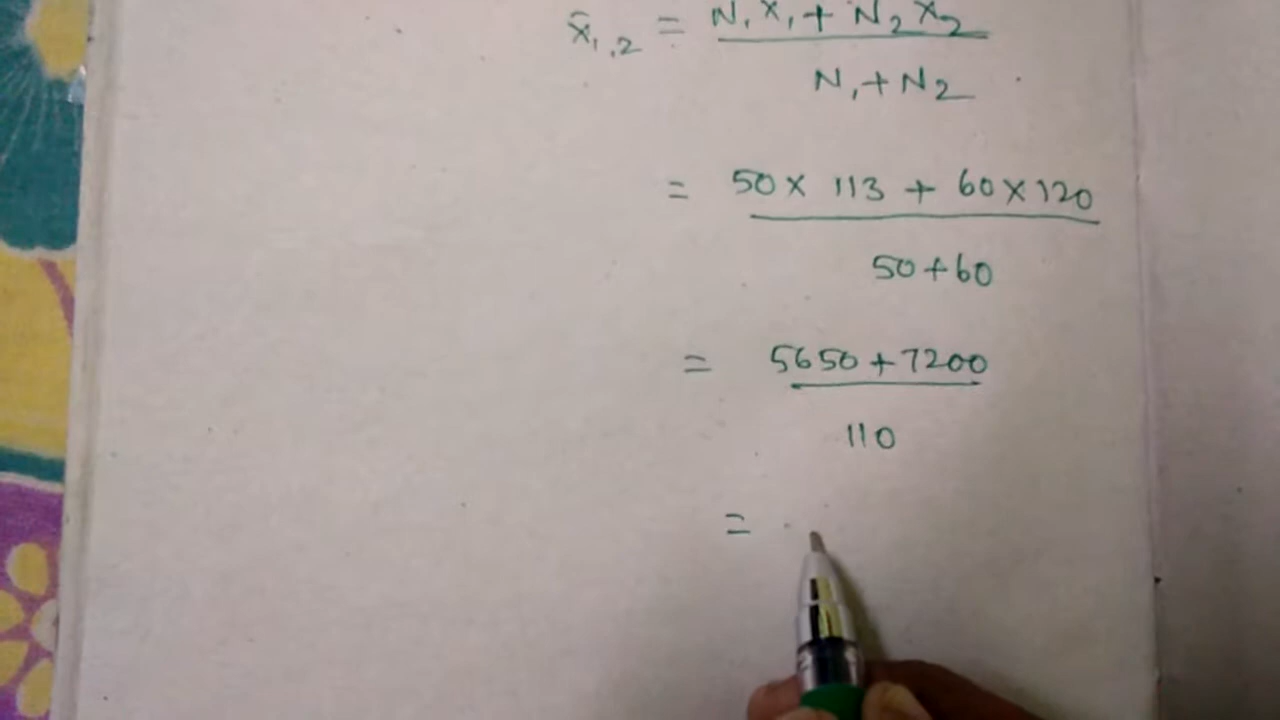 x̄₁,₂ = N₁x₁ + N₂x₂
N₁+N₂
= 50 x 113 + 60 x 120
50+60
= 5650+7200
110
=